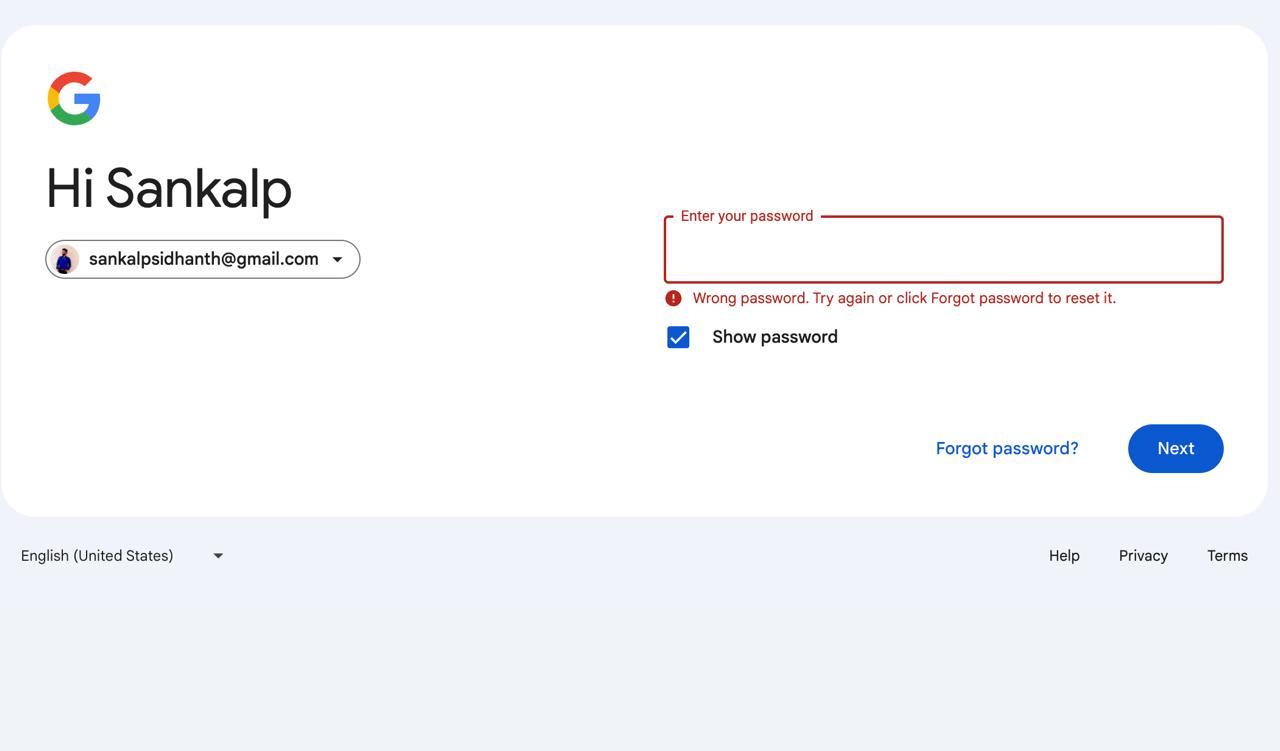 Hi Sankalp
sankalpsidhanth@gmail.com
Enter your password
Wrong password. Try again or click Forgot password to reset it.
Show password
Forgot password?
Next
English (United States)
Help
Privacy
Terms